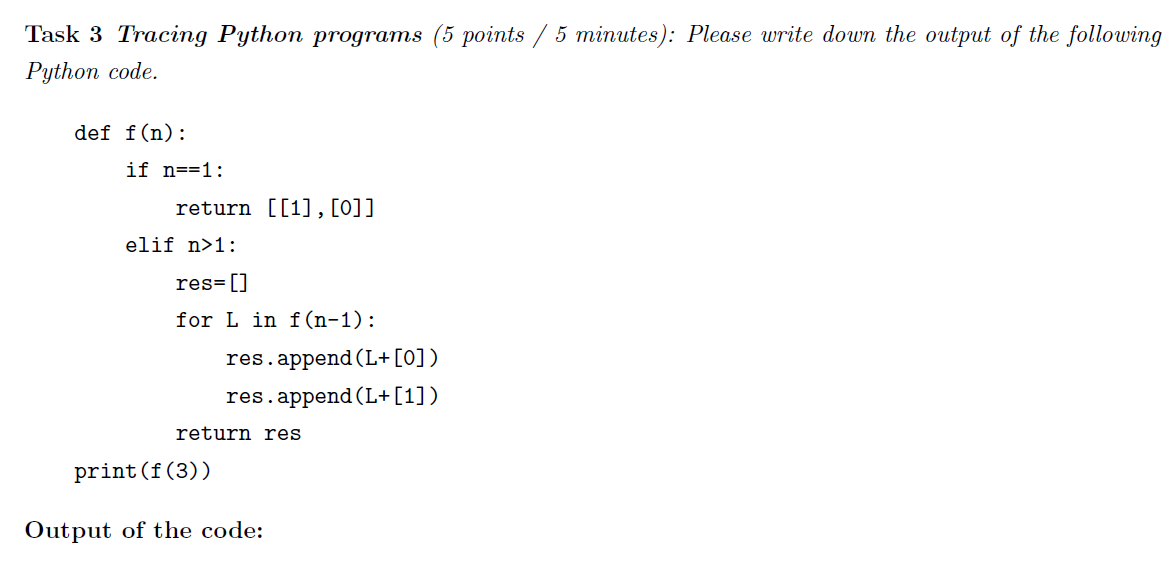 Task 3 Tracing Python programs (5 points / 5 minutes): Please write down the output of the following
Python code.
def f(n):
    if n==1:
        return [[1],[0]]
    elif n>1:
        res=[]
        for L in f(n-1):
            res.append(L+[0])
            res.append(L+[1])
        return res
print(f(3))
Output of the code: